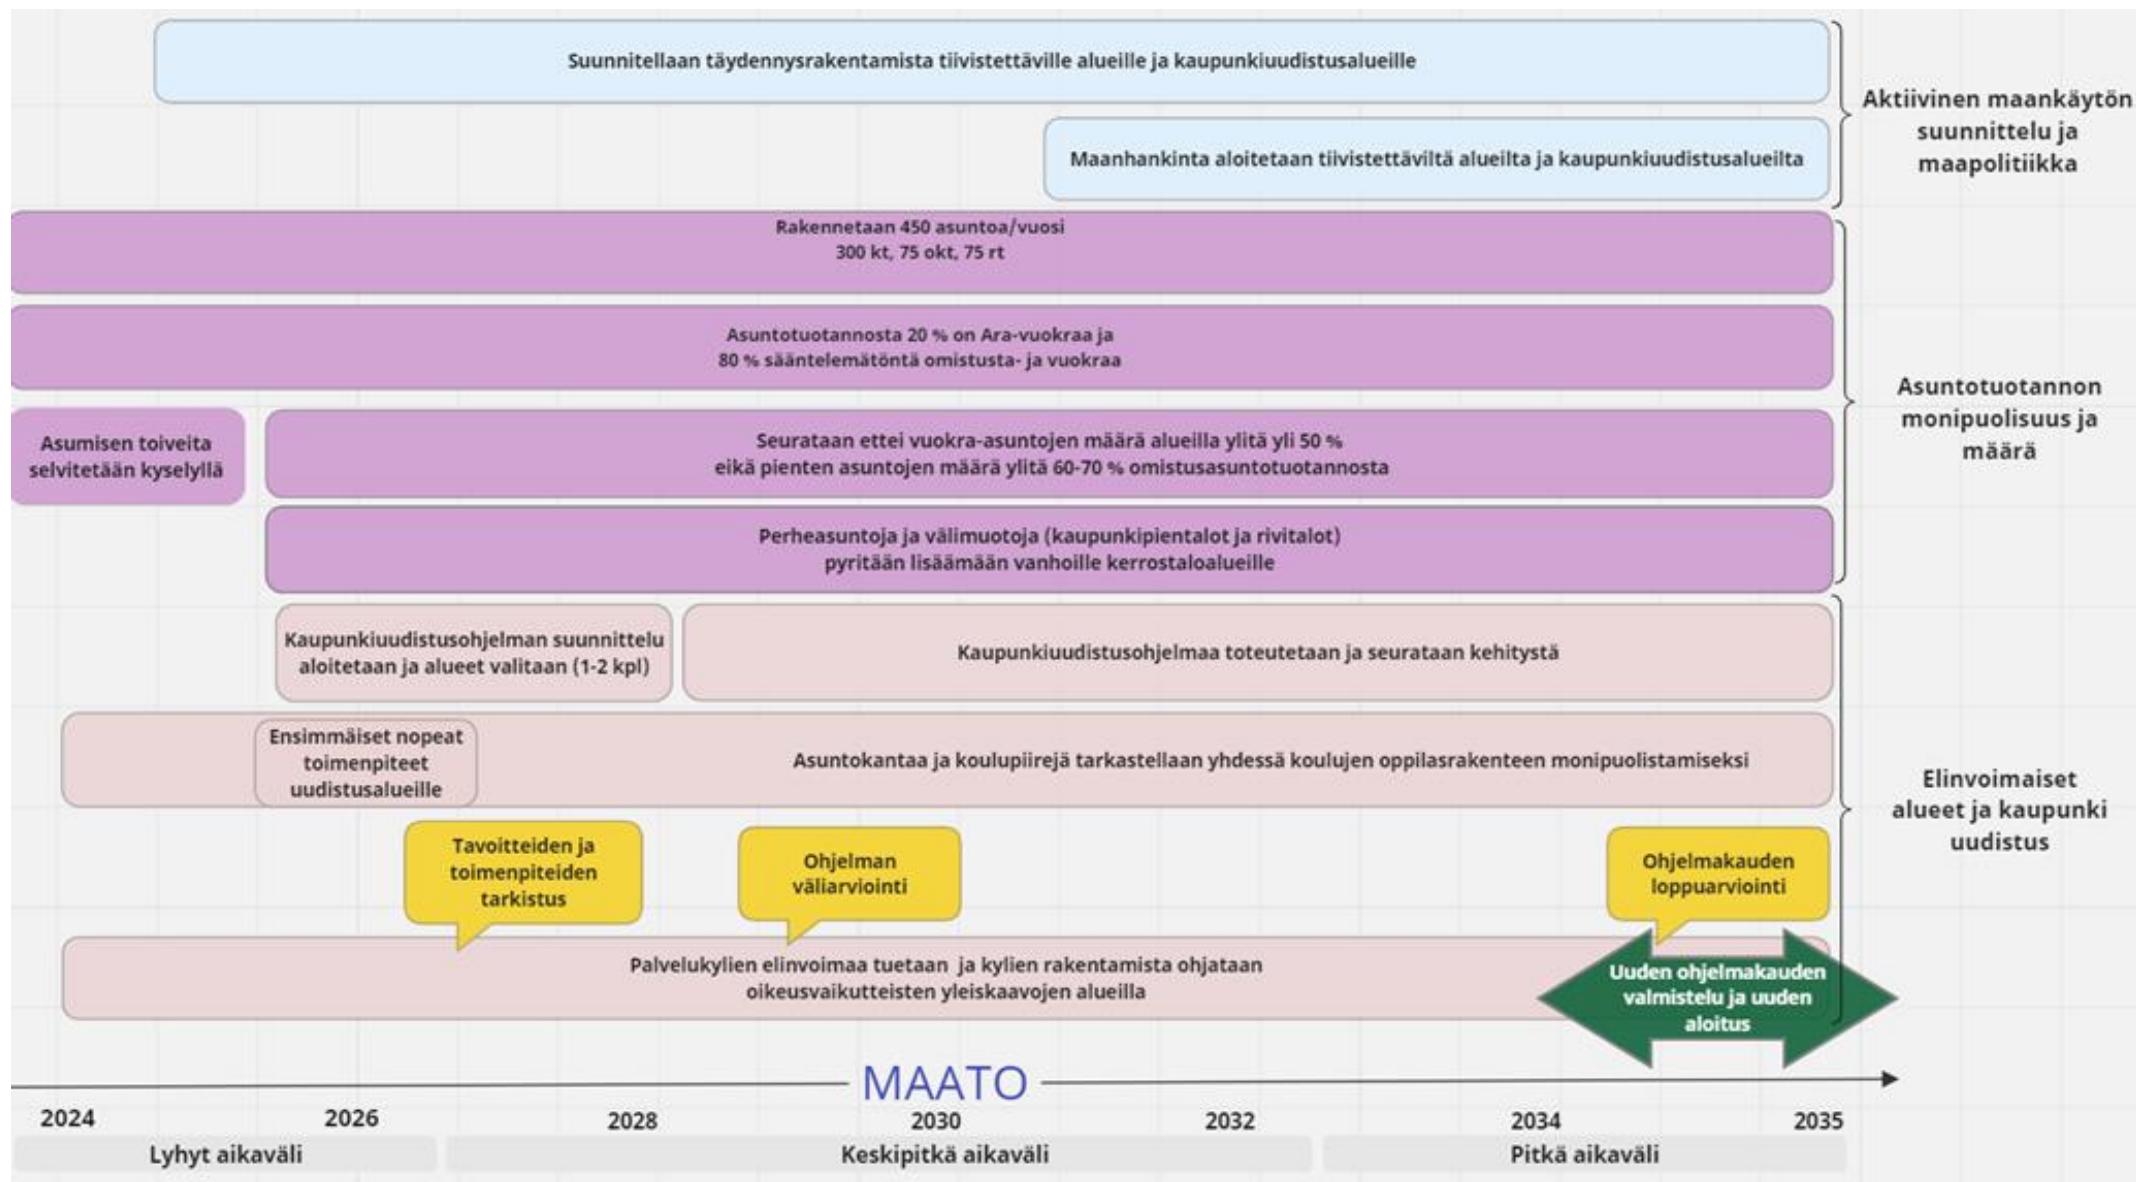 Suunnitellaan täydennysrakentamista tiivistettäville alueille ja kaupunkiuudistusalueille
Maanhankinta aloitetaan tiivistettäviltä alueilta ja kaupunkiuudistusalueilta
Aktiivinen maankäytön
suunnittelu ja
maapolitiikka
Rakennetaan 450 asuntoa/vuosi
300 kt, 75 okt, 75 rt
Asuntotuotannosta 20 % on Ara-vuokraa ja
80 % sääntelemätöntä omistusta- ja vuokraa
Asumisen toiveita
selvitetään kyselyllä
Seurataan ettei vuokra-asuntojen määrä alueilla ylitä yli 50 %
eikä pienten asuntojen määrä ylitä 60-70 % omistusasuntotuotannosta
Perheasuntoja ja välimuotoja (kaupunkipientalot ja rivitalot)
pyritään lisäämään vanhoille kerrostaloalueille
Asuntotuotannon
monipuolisuus ja
määrä
Kaupunkiuudistusohjelman suunnittelu
aloitetaan ja alueet valitaan (1-2 kpl)
Kaupunkiuudistusohjelmaa toteutetaan ja seurataan kehitystä
Ensimmäiset nopeat
toimenpiteet
uudistusalueille
Asuntokantaa ja koulupiirejä tarkastellaan yhdessä koulujen oppilasrakenteen monipuolistamiseksi
Elinvoimaiset
alueet ja kaupunki
uudistus
Tavoitteiden ja
toimenpiteiden
tarkistus
Ohjelman
väliarviointi
Ohjelmakauden
loppuarviointi
Palvelukylien elinvoimaa tuetaan  ja kylien rakentamista ohjataan
oikeusvaikutteisten yleiskaavojen alueilla
Uuden ohjelmakauden
valmistelu ja uuden
aloitus
MAATO
2024 2026 2028 2030 2032 2034 2035
Lyhyt aikaväli Keskipitkä aikaväli Pitkä aikaväli